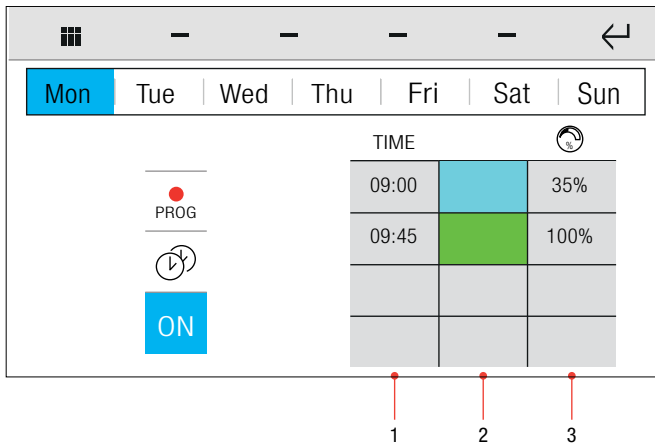 Mon Tue Wed Thu Fri Sat Sun
TIME %
09:00 35%
PROG
09:45 100%
ON
1 2 3